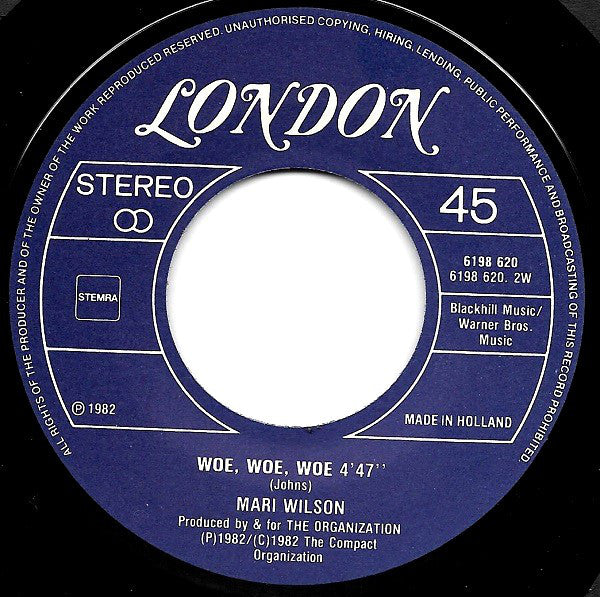 ALL RIGHTS OF THE PRODUCER AND OF THE OWNER OF THE WORK REPRODUCED RESERVED. UNAUTHORISED COPYING, HIRING, LENDING, PUBLIC PERFORMANCE AND BROADCASTING OF THIS RECORD PROHIBITED.
LONDON
STEREO
45
6198 620
6198 620. 2W
STEMRA
Blackhill Music/
Warner Bros.
Music
Ⓟ 1982
MADE IN HOLLAND
WOE, WOE, WOE 4'47''
(Johns)
MARI WILSON
Produced by & for THE ORGANIZATION
(P)1982/(C)1982 The Compact
Organization